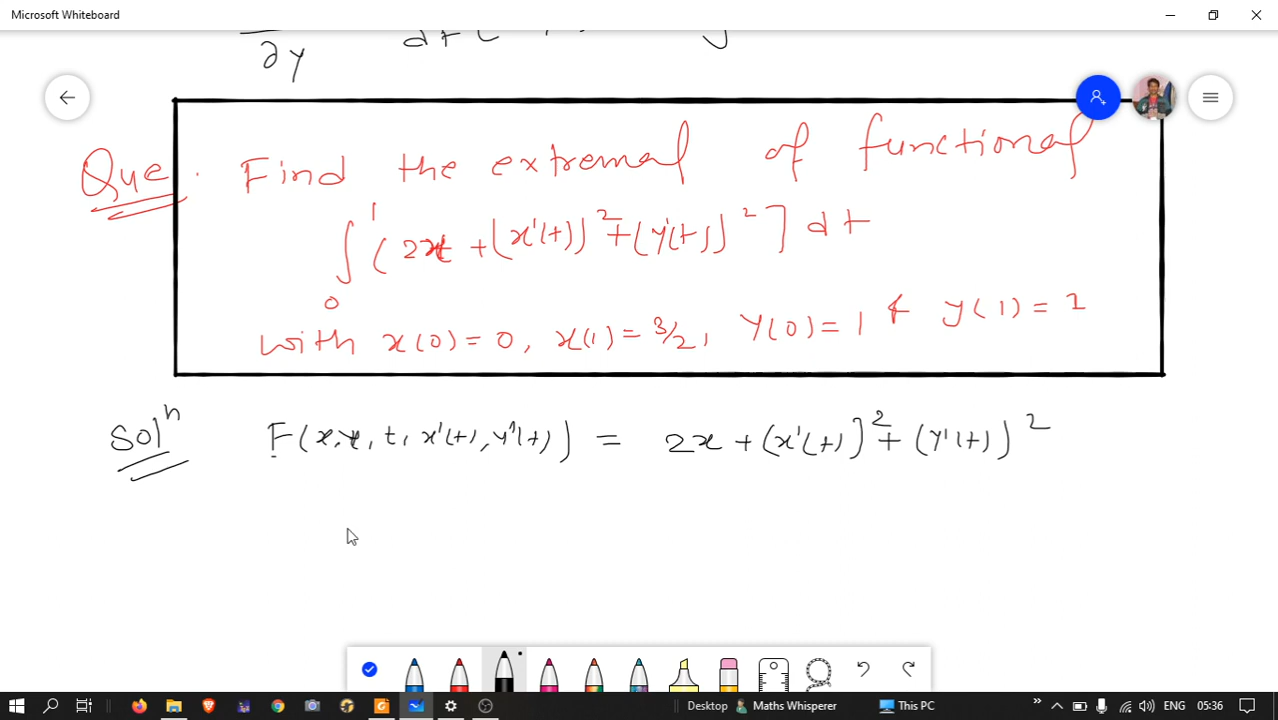 Microsoft Whiteboard
∂y
Que. Find the extremal of functional
∫₀¹ (2x + (x'(t))² + (y'(t))²] dt
with x(0) = 0, x(1) = 3/2, y(0) = 1 & y(1) = 2
Solⁿ F(x, y, t, x'(t), y'(t)) = 2x + (x'(t))² + (y'(t))²
Desktop Maths Whisperer This PC ENG 05:36